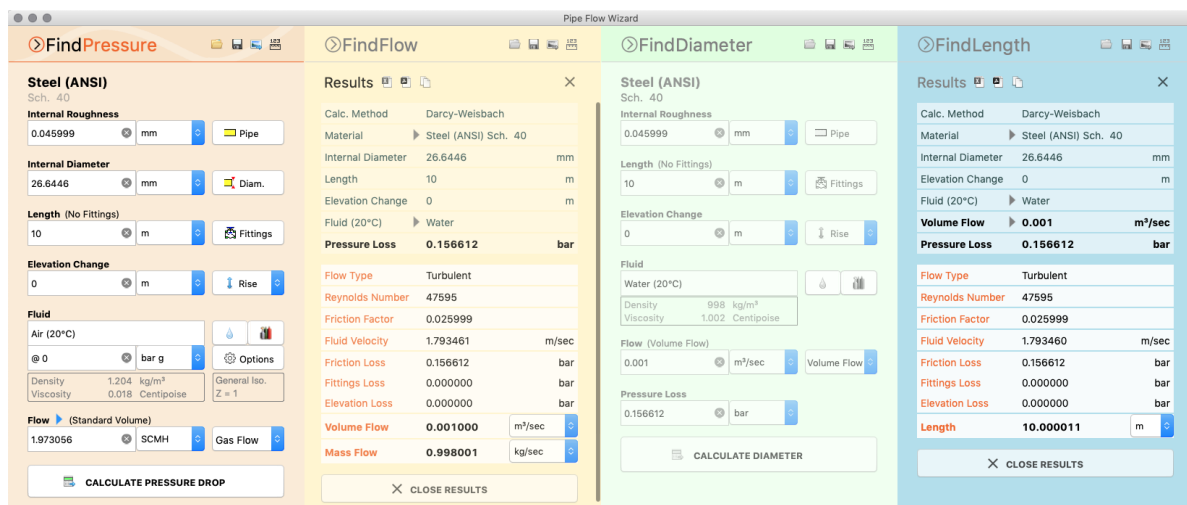 Pipe Flow Wizard
FindPressure
Steel (ANSI)
Sch. 40
Internal Roughness
0.045999 mm Pipe
Internal Diameter
26.6446 mm Diam.
Length (No Fittings)
10 m Fittings
Elevation Change
0 m Rise
Fluid
Air (20°C)
@ 0 bar g Options
Density 1.204 kg/m³ General Iso.
Viscosity 0.018 Centipoise Z = 1
Flow (Standard Volume)
1.973056 SCMH Gas Flow
CALCULATE PRESSURE DROP
FindFlow
Results
Calc. Method Darcy-Weisbach
Material Steel (ANSI) Sch. 40
Internal Diameter 26.6446 mm
Length 10 m
Elevation Change 0 m
Fluid (20°C) Water
Pressure Loss 0.156612 bar
Flow Type Turbulent
Reynolds Number 47595
Friction Factor 0.025999
Fluid Velocity 1.793461 m/sec
Friction Loss 0.156612 bar
Fittings Loss 0.000000 bar
Elevation Loss 0.000000 bar
Volume Flow 0.001000 m³/sec
Mass Flow 0.998001 kg/sec
CLOSE RESULTS
FindDiameter
Steel (ANSI)
Sch. 40
Internal Roughness
0.045999 mm Pipe
Length (No Fittings)
10 m Fittings
Elevation Change
0 m Rise
Fluid
Water (20°C)
Density 998 kg/m³
Viscosity 1.002 Centipoise
Flow (Volume Flow)
0.001 m³/sec Volume Flow
Pressure Loss
0.156612 bar
CALCULATE DIAMETER
FindLength
Results
Calc. Method Darcy-Weisbach
Material Steel (ANSI) Sch. 40
Internal Diameter 26.6446 mm
Elevation Change 0 m
Fluid (20°C) Water
Volume Flow 0.001 m³/sec
Pressure Loss 0.156612 bar
Flow Type Turbulent
Reynolds Number 47595
Friction Factor 0.025999
Fluid Velocity 1.793460 m/sec
Friction Loss 0.156612 bar
Fittings Loss 0.000000 bar
Elevation Loss 0.000000 bar
Length 10.000011 m
CLOSE RESULTS